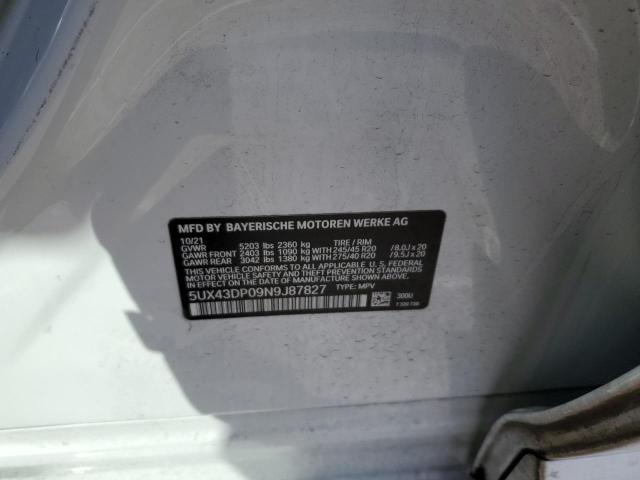 MFD BY BAYERISCHE MOTOREN WERKE AG
10/21
GVWR 5203 lbs 2360 kg TIRE / RIM
GAWR FRONT 2403 lbs 1090 kg WITH 245/45 R20 /8.0J x 20
GAWR REAR 3042 lbs 1380 kg WITH 275/40 R20 /9.5J x 20
THIS VEHICLE CONFORMS TO ALL APPLICABLE U. S. FEDERAL
MOTOR VEHICLE SAFETY, BUMPER, AND THEFT PREVENTION
STANDARDS IN EFFECT ON THE DATE OF MANUFACTURE SHOWN ABOVE.
5UX43DP09N9J87827 TYPE: MPV
300U